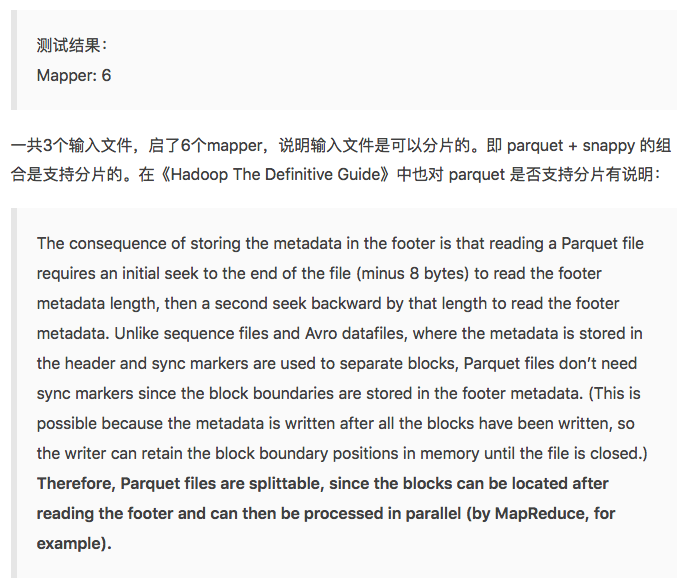 测试结果：
Mapper: 6
一共3个输入文件，启了6个mapper，说明输入文件是可以分片的。即 parquet + snappy 的组
合是支持分片的。在《Hadoop The Definitive Guide》中也对 parquet 是否支持分片有说明：
The consequence of storing the metadata in the footer is that reading a Parquet file
requires an initial seek to the end of the file (minus 8 bytes) to read the footer
metadata length, then a second seek backward by that length to read the footer
metadata. Unlike sequence files and Avro datafiles, where the metadata is stored in
the header and sync markers are used to separate blocks, Parquet files don’t need
sync markers since the block boundaries are stored in the footer metadata. (This is
possible because the metadata is written after all the blocks have been written, so
the writer can retain the block boundary positions in memory until the file is closed.)
Therefore, Parquet files are splittable, since the blocks can be located after
reading the footer and can then be processed in parallel (by MapReduce, for
example).